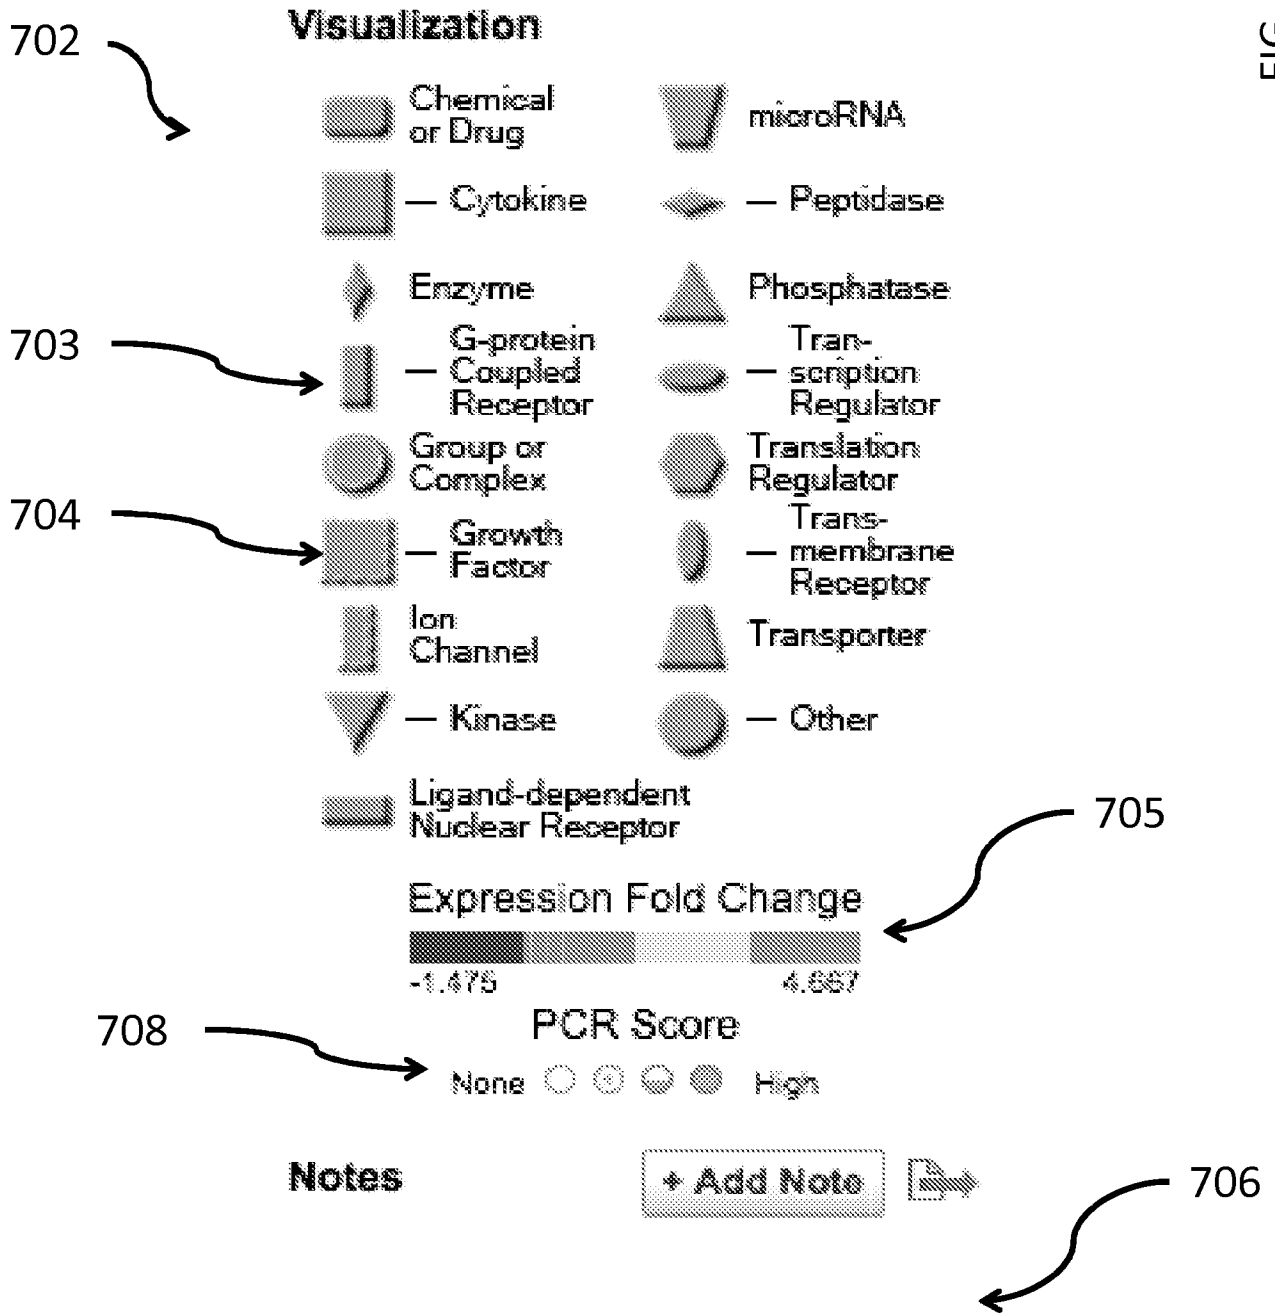 Visualization
702
FIG
Chemical
or Drug
microRNA
— Cytokine
— Peptidase
Enzyme
Phosphatase
703
— G-protein
Coupled
Receptor
— Tran-
scription
Regulator
Group or
Complex
Translation
Regulator
704
— Growth
Factor
— Trans-
membrane
Receptor
Ion
Channel
Transporter
— Kinase
— Other
Ligand-dependent
Nuclear Receptor
705
Expression Fold Change
-1.475 4.667
PCR Score
708
None High
Notes
+ Add Note
706